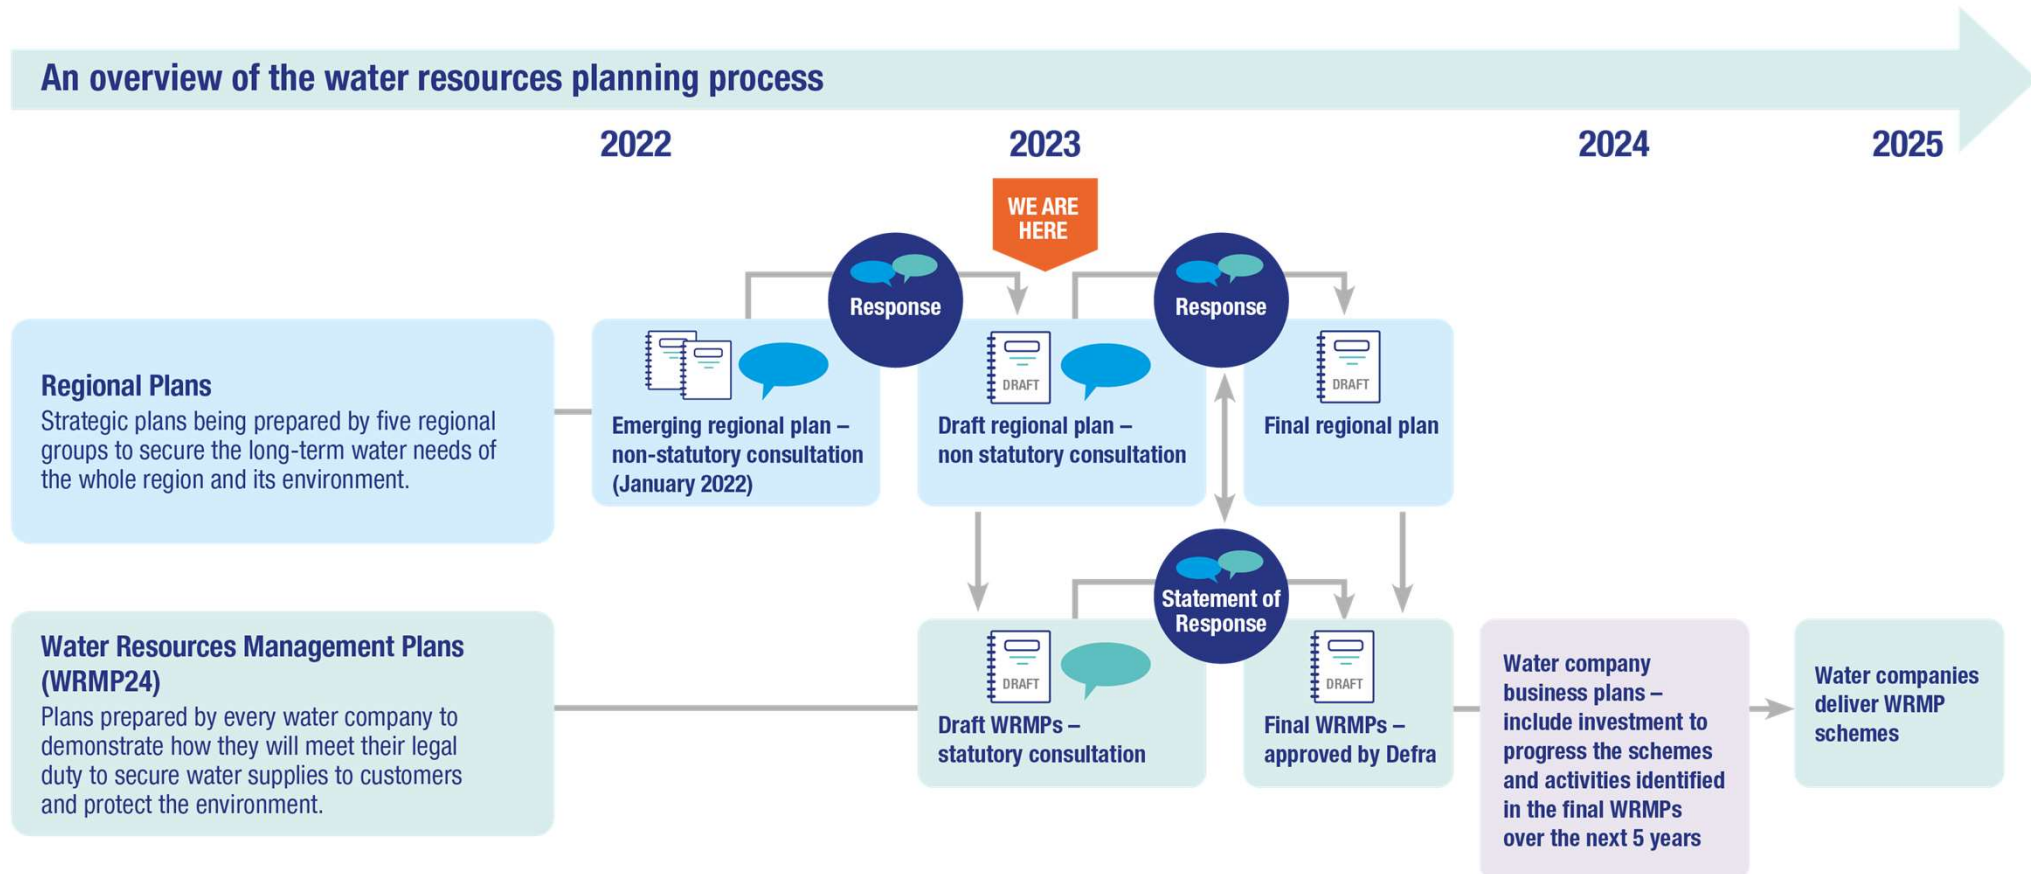 An overview of the water resources planning process
2022
2023
2024
2025
WE ARE
HERE
Response
Response
Regional Plans
Strategic plans being prepared by five regional
groups to secure the long-term water needs of
the whole region and its environment.
Emerging regional plan –
non-statutory consultation
(January 2022)
DRAFT
Draft regional plan –
non statutory consultation
DRAFT
Final regional plan
Statement of
Response
Water Resources Management Plans
(WRMP24)
Plans prepared by every water company to
demonstrate how they will meet their legal
duty to secure water supplies to customers
and protect the environment.
DRAFT
Draft WRMPs –
statutory consultation
DRAFT
Final WRMPs –
approved by Defra
Water company
business plans –
include investment to
progress the schemes
and activities identified
in the final WRMPs
over the next 5 years
Water companies
deliver WRMP
schemes